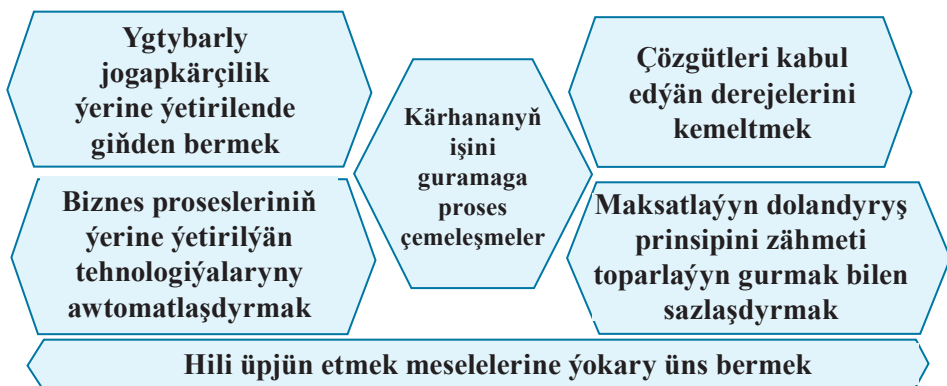 Ygtybarly
jogapkärçilik
ýerine ýetirilende
giňden bermek
Kärhananyň
işini
guramaga
proses
çemeleşmeler
Çözgütleri kabul
edýän derejelerini
kemeltmek
Biznes prosesleriniň
ýerine ýetirilýän
tehnologiýalaryny
awtomatlaşdyrmak
Maksatlaýyn dolandyryş
prinsipini zähmeti
toparlaýyn gurmak bilen
sazlaşdyrmak
Hili üpjün etmek meselelerine ýokary üns bermek